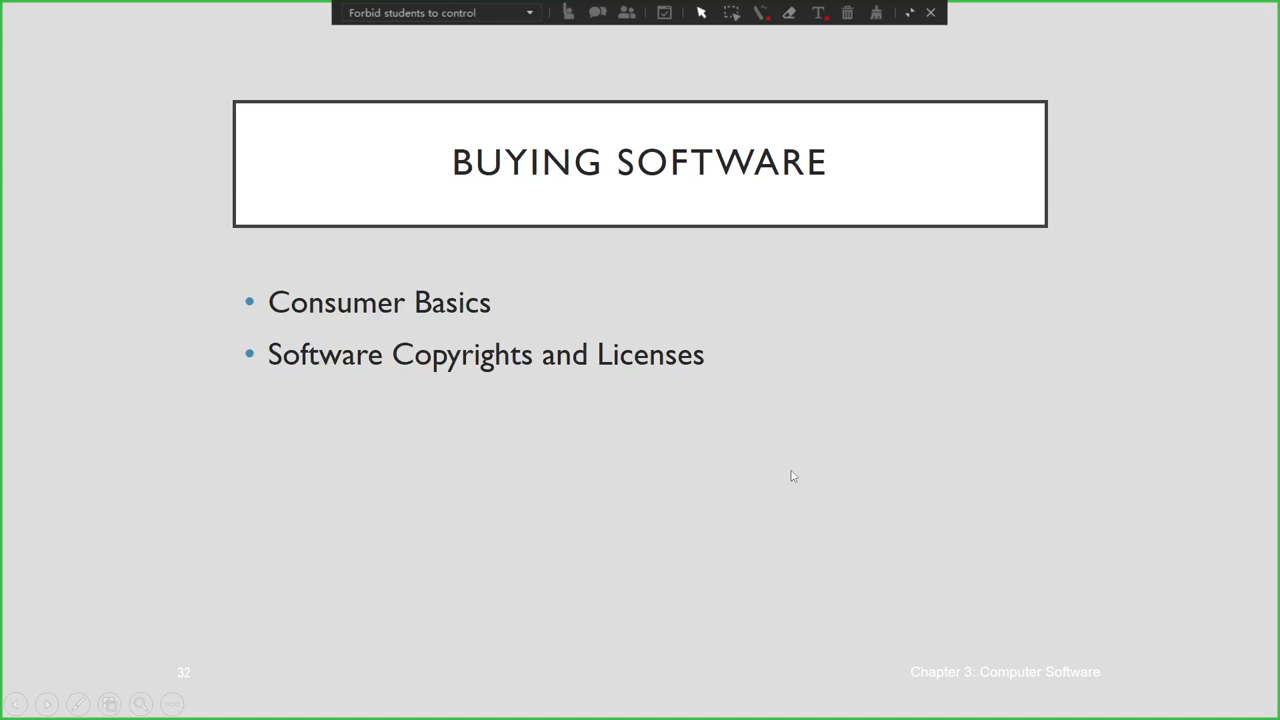 Forbid students to control
BUYING SOFTWARE
• Consumer Basics
• Software Copyrights and Licenses
32
Chapter 3: Computer Software